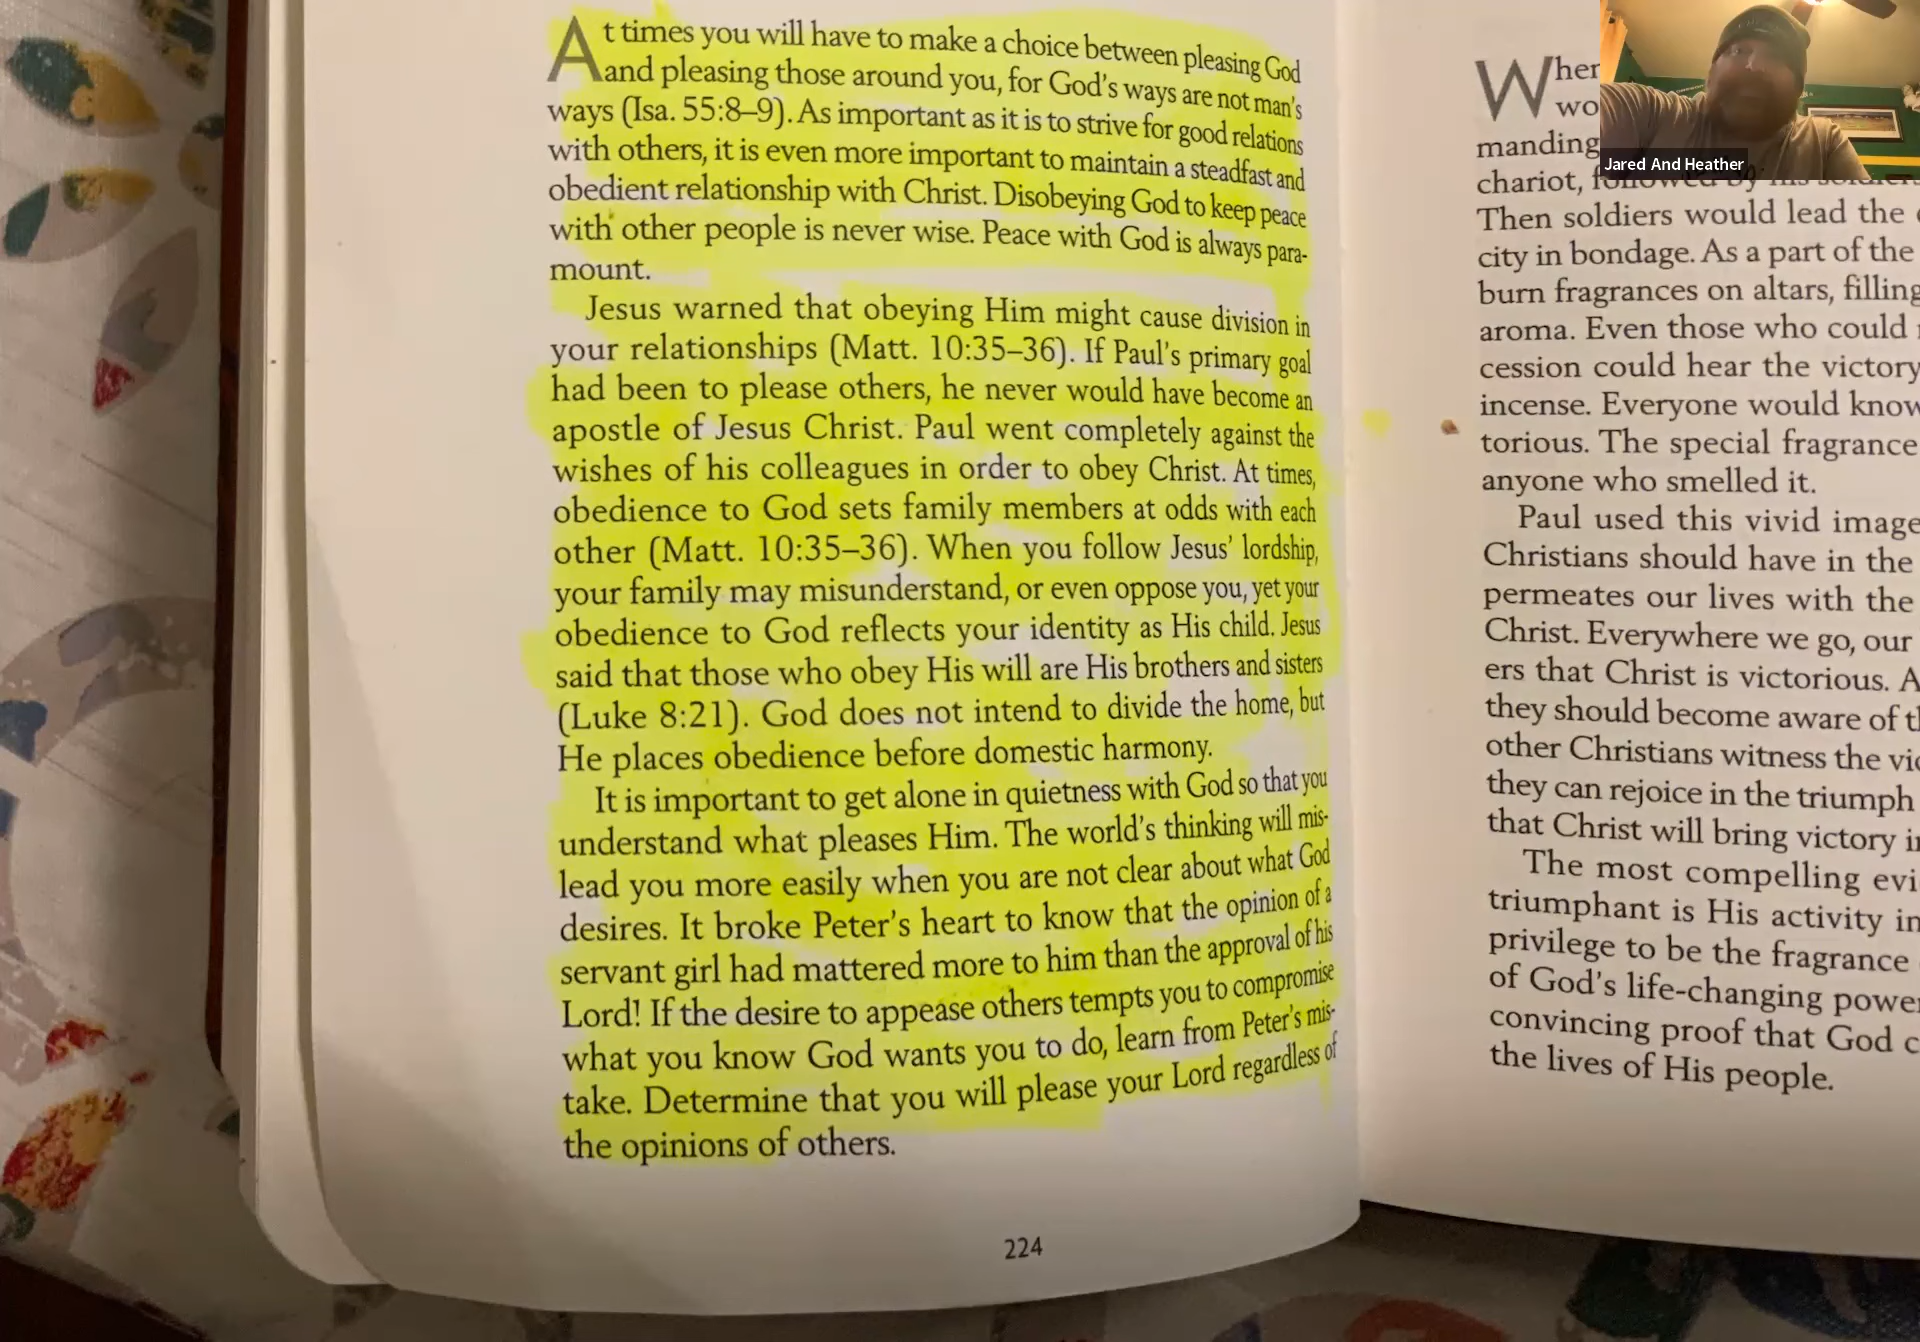 At times you will have to make a choice between pleasing God
and pleasing those around you, for God's ways are not man's
ways (Isa. 55:8–9). As important as it is to strive for good relations
with others, it is even more important to maintain a steadfast and
obedient relationship with Christ. Disobeying God to keep peace
with other people is never wise. Peace with God is always para-
mount.
Jesus warned that obeying Him might cause division in
your relationships (Matt. 10:35–36). If Paul's primary goal
had been to please others, he never would have become an
apostle of Jesus Christ. Paul went completely against the
wishes of his colleagues in order to obey Christ. At times,
obedience to God sets family members at odds with each
other (Matt. 10:35–36). When you follow Jesus' lordship,
your family may misunderstand, or even oppose you, yet your
obedience to God reflects your identity as His child. Jesus
said that those who obey His will are His brothers and sisters
(Luke 8:21). God does not intend to divide the home, but
He places obedience before domestic harmony.
It is important to get alone in quietness with God so that you
understand what pleases Him. The world's thinking will mis-
lead you more easily when you are not clear about what God
desires. It broke Peter's heart to know that the opinion of a
servant girl had mattered more to him than the approval of his
Lord! If the desire to appease others tempts you to compromise
what you know God wants you to do, learn from Peter's mis-
take. Determine that you will please your Lord regardless of
the opinions of others.
224
Wher
wo
manding
chariot, followed by his soldiers
Then soldiers would lead the
city in bondage. As a part of the
burn fragrances on altars, filling
aroma. Even those who could
cession could hear the victory
incense. Everyone would know
torious. The special fragrance
anyone who smelled it.
Paul used this vivid image
Christians should have in the
permeates our lives with the
Christ. Everywhere we go, our
ers that Christ is victorious. A
they should become aware of th
other Christians witness the vic
they can rejoice in the triumph
that Christ will bring victory in
The most compelling evi
triumphant is His activity in
privilege to be the fragrance
of God's life-changing power
convincing proof that God c
the lives of His people.
Jared And Heather